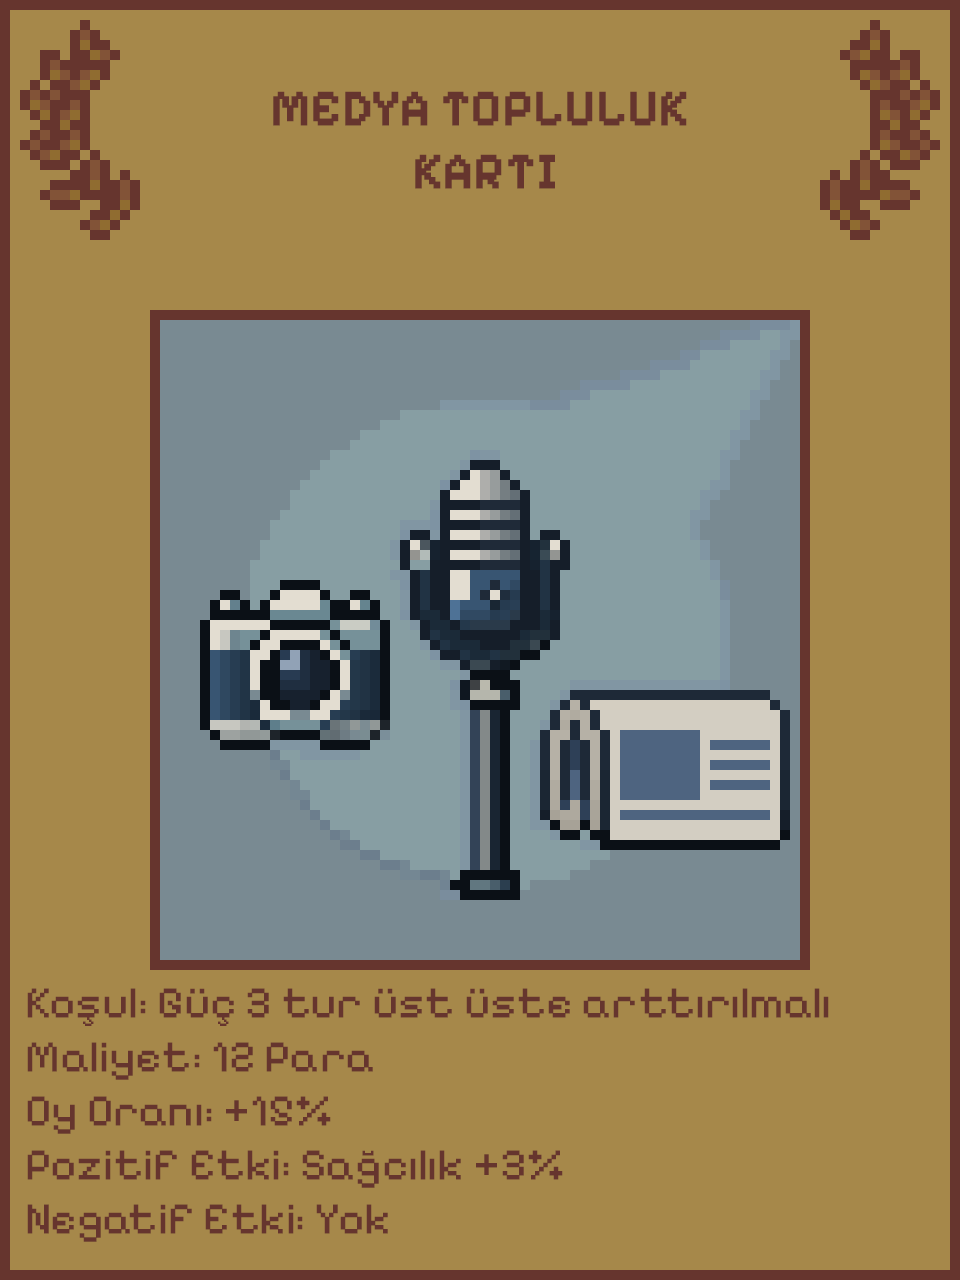 MEDYA TOPLULUK
KARTI
Koşul: Güç 3 tur üst üste arttırılmalı
Maliyet: 12 Para
Oy Oranı: +15%
Pozitif Etki: Sağcılık +3%
Negatif Etki: Yok